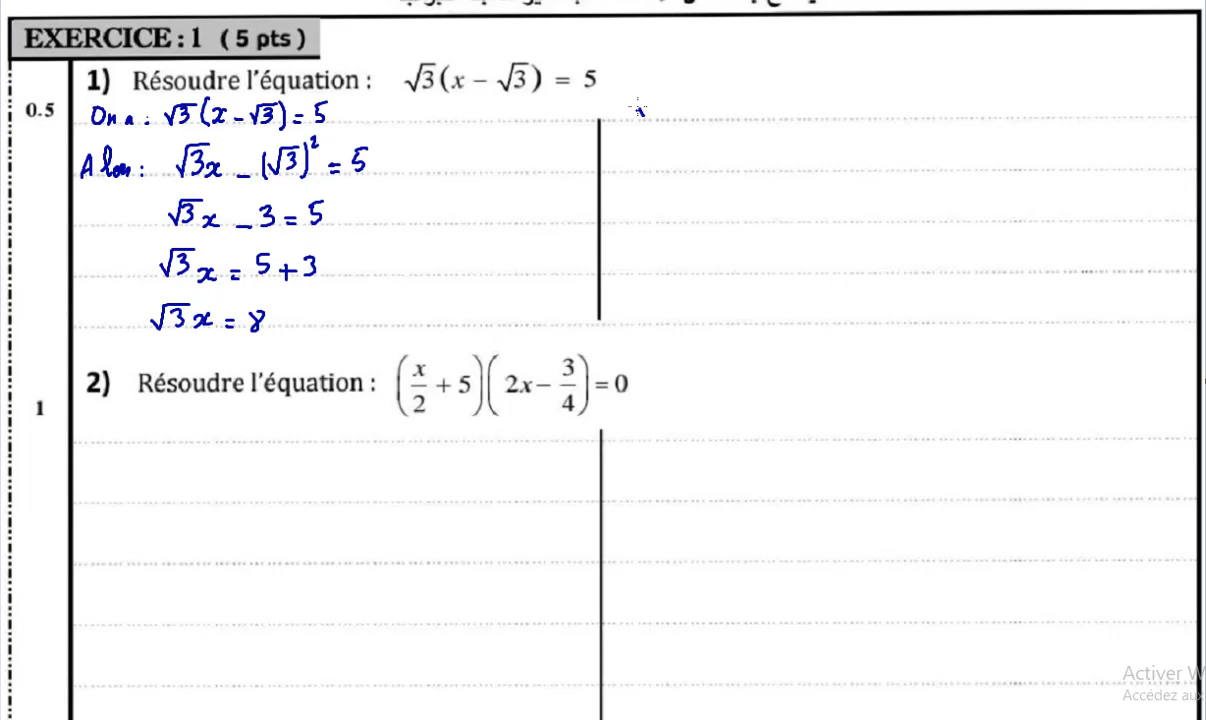 EXERCICE : 1 ( 5 pts )
1) Résoudre l'équation : √3(x − √3) = 5
0.5
On a : √3(x − √3) = 5
Alors : √3x − (√3)² = 5
√3x − 3 = 5
√3x = 5 + 3
√3x = 8
2) Résoudre l'équation : (x/2 + 5)(2x − 3/4) = 0
1
Activer W
Accédez aux